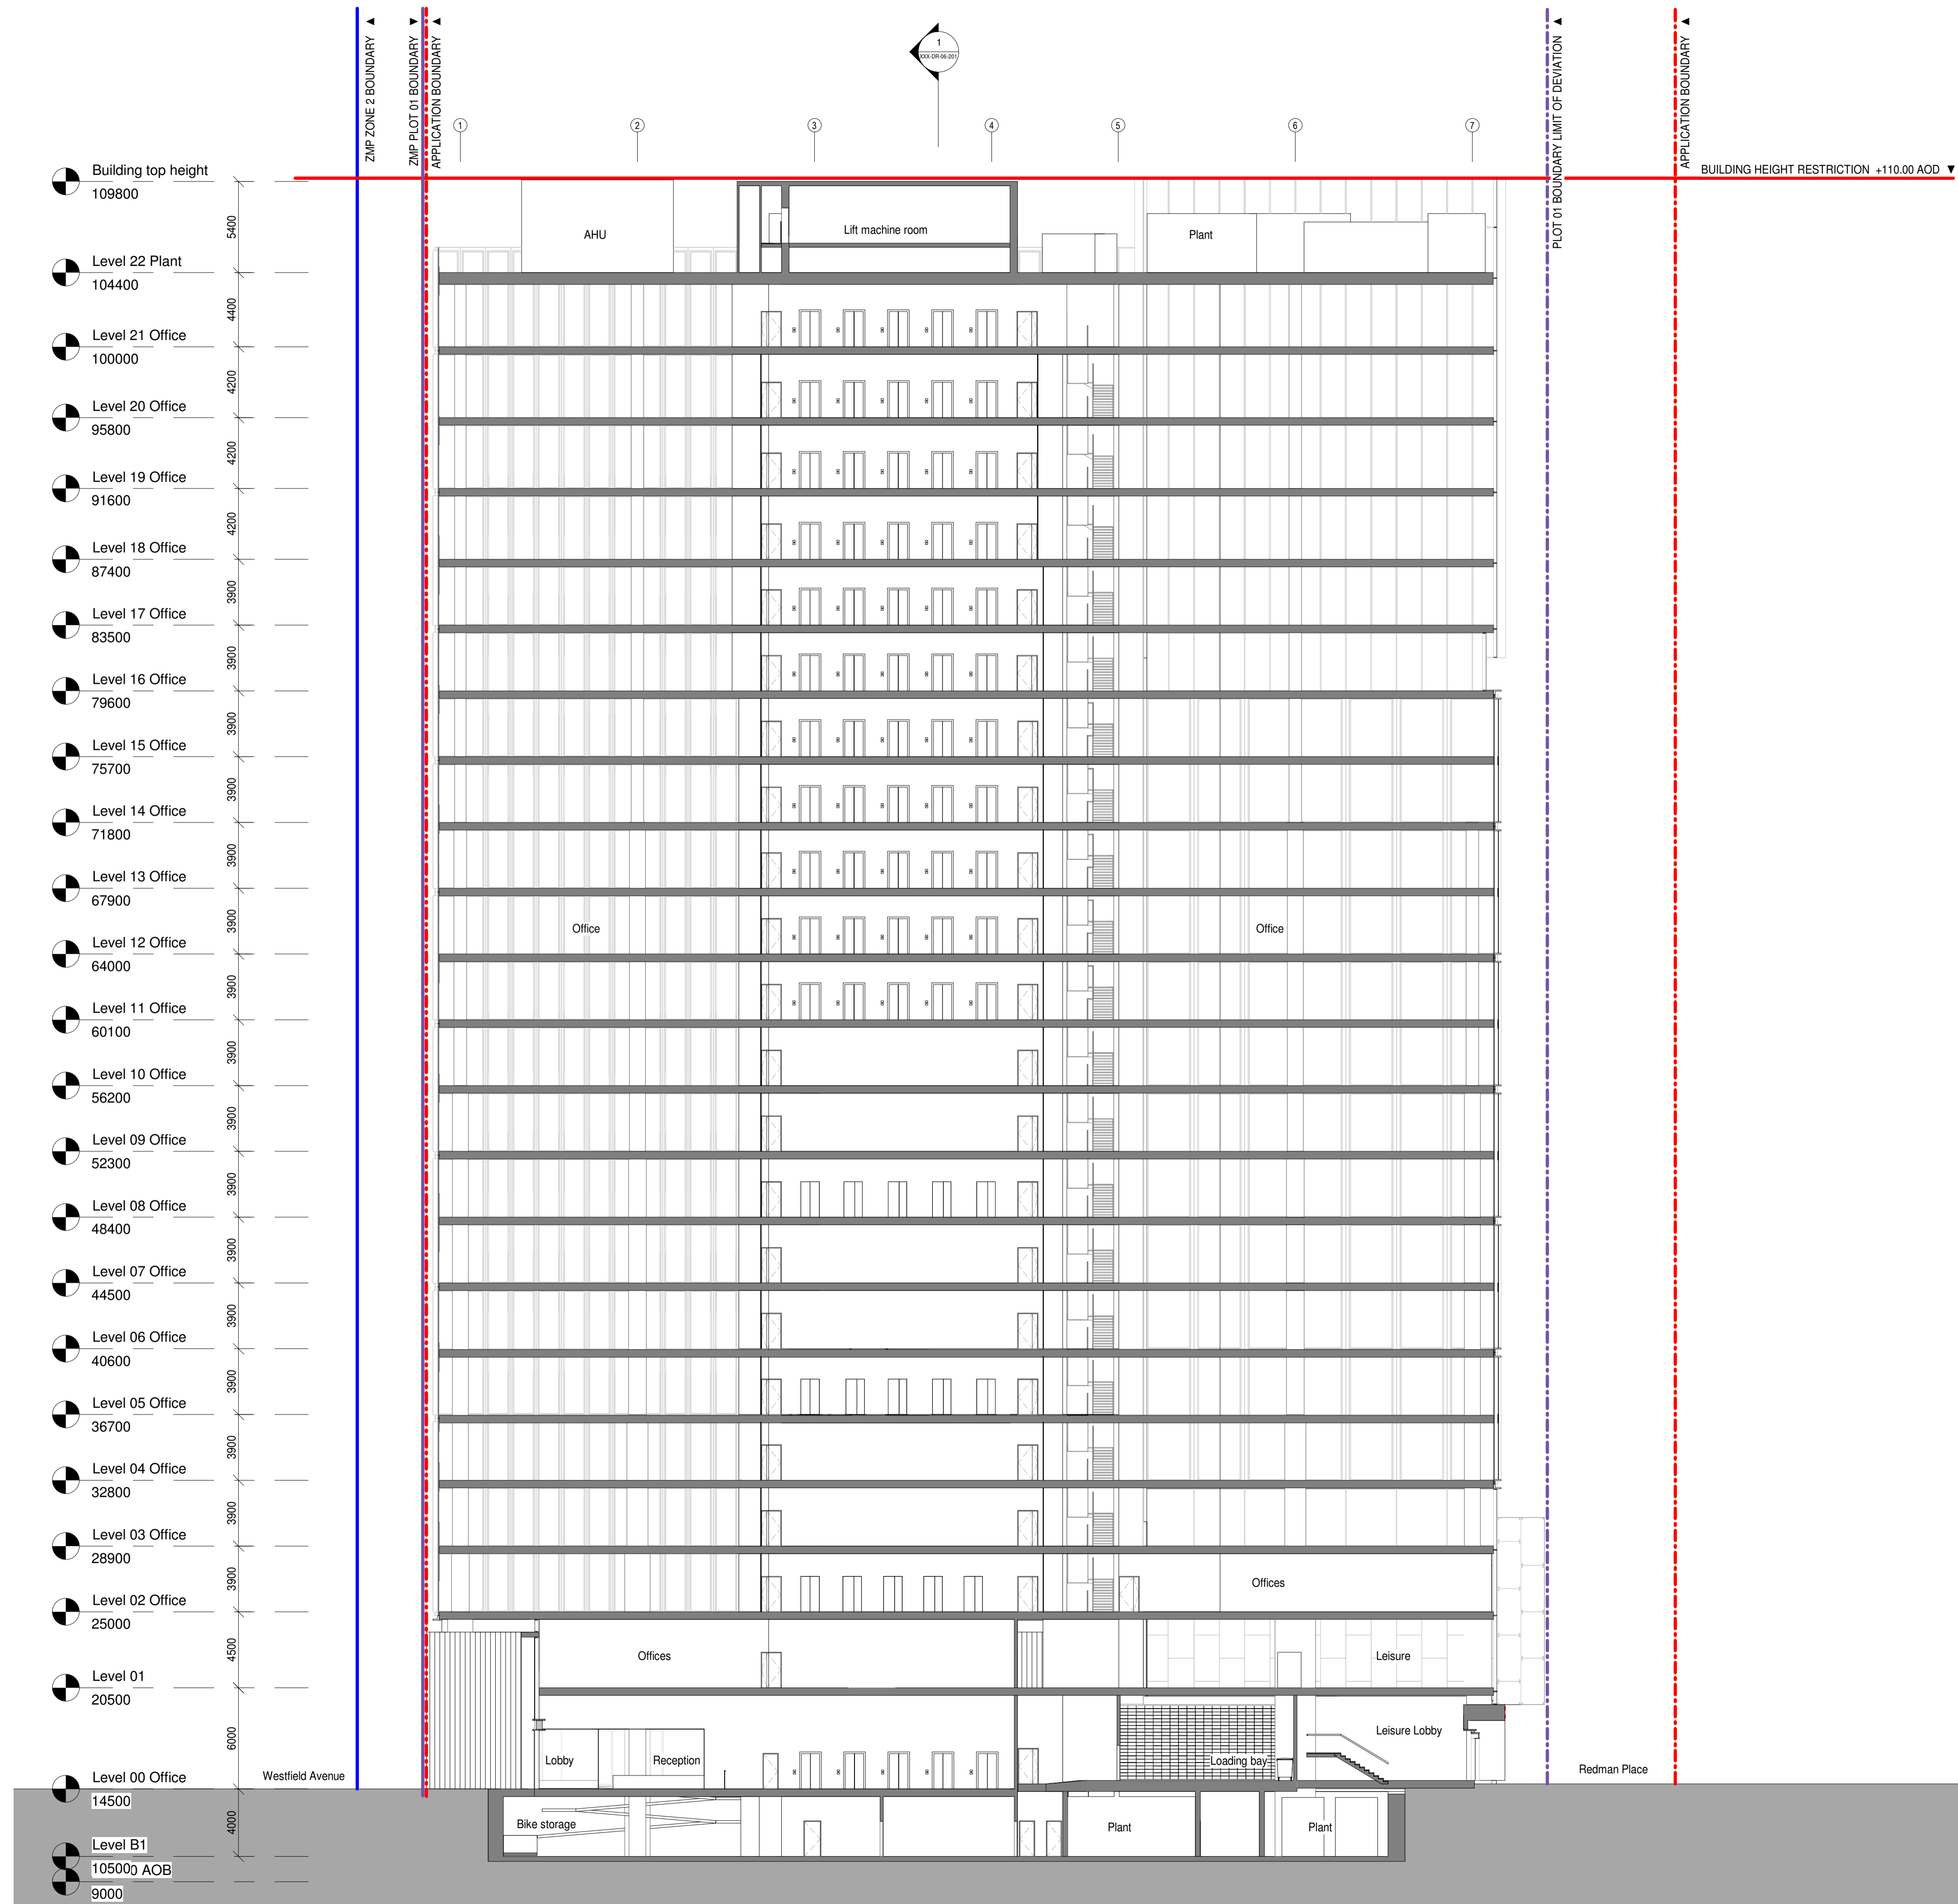 ZMP ZONE 2 BOUNDARY ▲
ZMP PLOT 01 BOUNDARY ▼
APPLICATION BOUNDARY ▲
1
XXX-DR-06-201
PLOT 01 BOUNDARY LIMIT OF DEVIATION ▲
APPLICATION BOUNDARY ▲
1 2 3 4 5 6 7
BUILDING HEIGHT RESTRICTION +110.00 AOD ▼
Building top height
109800
5400
AHU
Lift machine room
Plant
Level 22 Plant
104400
4400
Level 21 Office
100000
4200
Level 20 Office
95800
4200
Level 19 Office
91600
4200
Level 18 Office
87400
3900
Level 17 Office
83500
3900
Level 16 Office
79600
3900
Level 15 Office
75700
3900
Level 14 Office
71800
3900
Level 13 Office
67900
3900
Office
Office
Level 12 Office
64000
3900
Level 11 Office
60100
3900
Level 10 Office
56200
3900
Level 09 Office
52300
3900
Level 08 Office
48400
3900
Level 07 Office
44500
3900
Level 06 Office
40600
3900
Level 05 Office
36700
3900
Level 04 Office
32800
3900
Level 03 Office
28900
3900
Offices
Level 02 Office
25000
4500
Offices
Leisure
Level 01
20500
6000
Leisure Lobby
Lobby
Reception
Loading bay
Westfield Avenue
Redman Place
Level 00 Office
14500
4000
Bike storage
Plant
Plant
Level B1
10500
AOB
9000